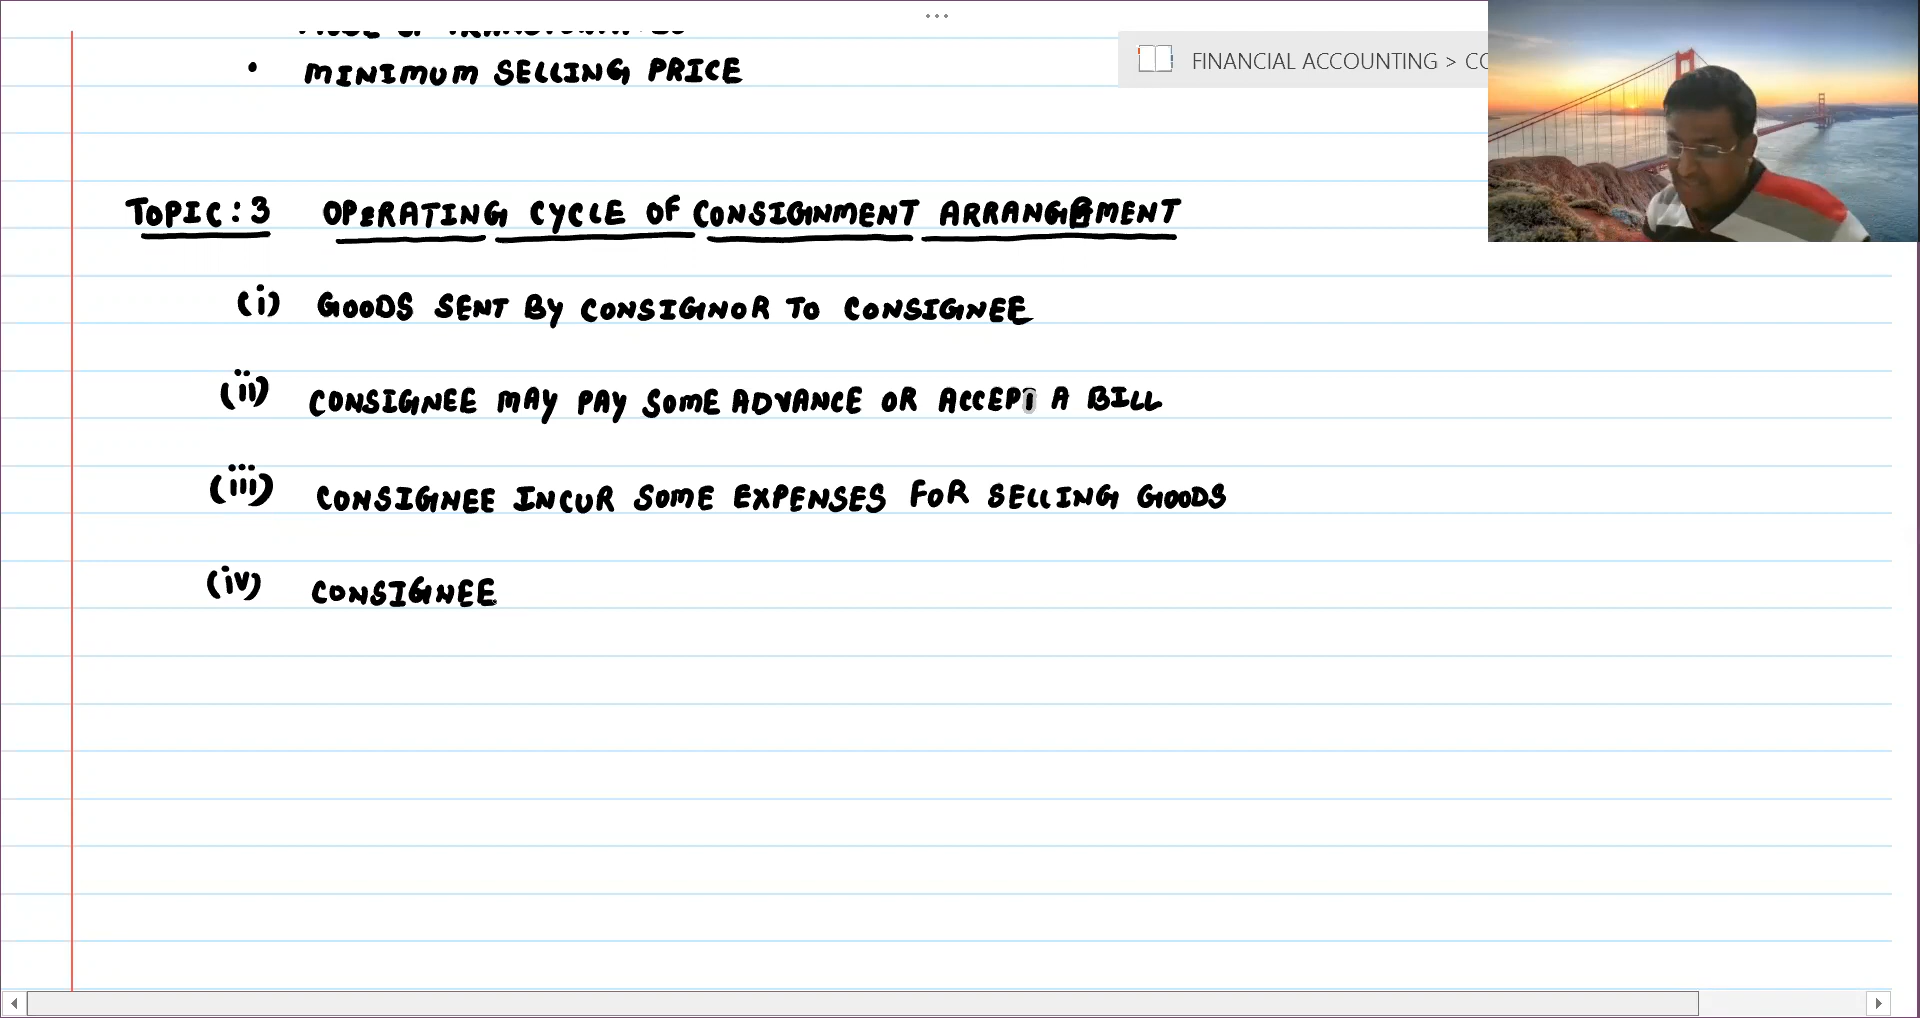 • MINIMUM SELLING PRICE
FINANCIAL ACCOUNTING >
TOPIC:3 OPERATING CYCLE OF CONSIGNMENT ARRANGEMENT
(i) GOODS SENT BY CONSIGNOR TO CONSIGNEE
(ii) CONSIGNEE MAY PAY SOME ADVANCE OR ACCEPT A BILL
(iii) CONSIGNEE INCUR SOME EXPENSES FOR SELLING GOODS
(iv) CONSIGNEE